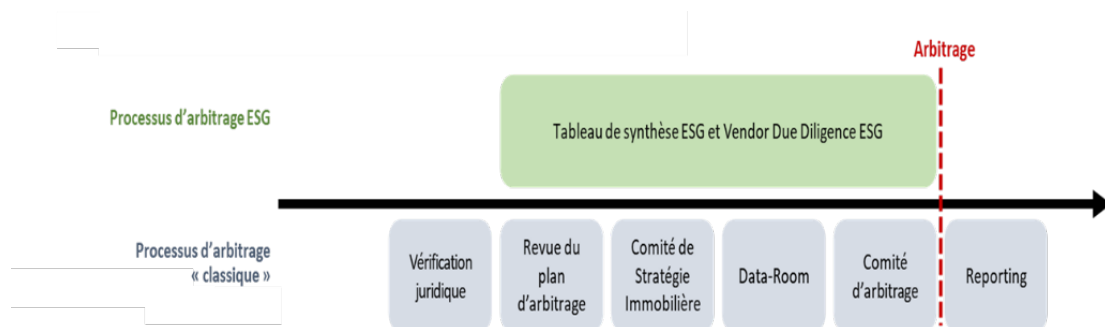 Arbitrage
Processus d'arbitrage ESG
Tableau de synthèse ESG et Vendor Due Diligence ESG
Processus d'arbitrage
« classique »
Vérification
juridique
Revue du
plan
d'arbitrage
Comité de
Stratégie
Immobilière
Data-Room
Comité
d'arbitrage
Reporting